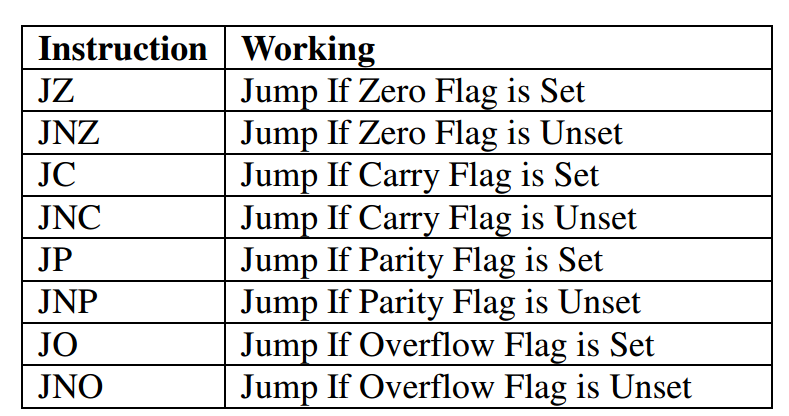 Instruction Working
JZ Jump If Zero Flag is Set
JNZ Jump If Zero Flag is Unset
JC Jump If Carry Flag is Set
JNC Jump If Carry Flag is Unset
JP Jump If Parity Flag is Set
JNP Jump If Parity Flag is Unset
JO Jump If Overflow Flag is Set
JNO Jump If Overflow Flag is Unset